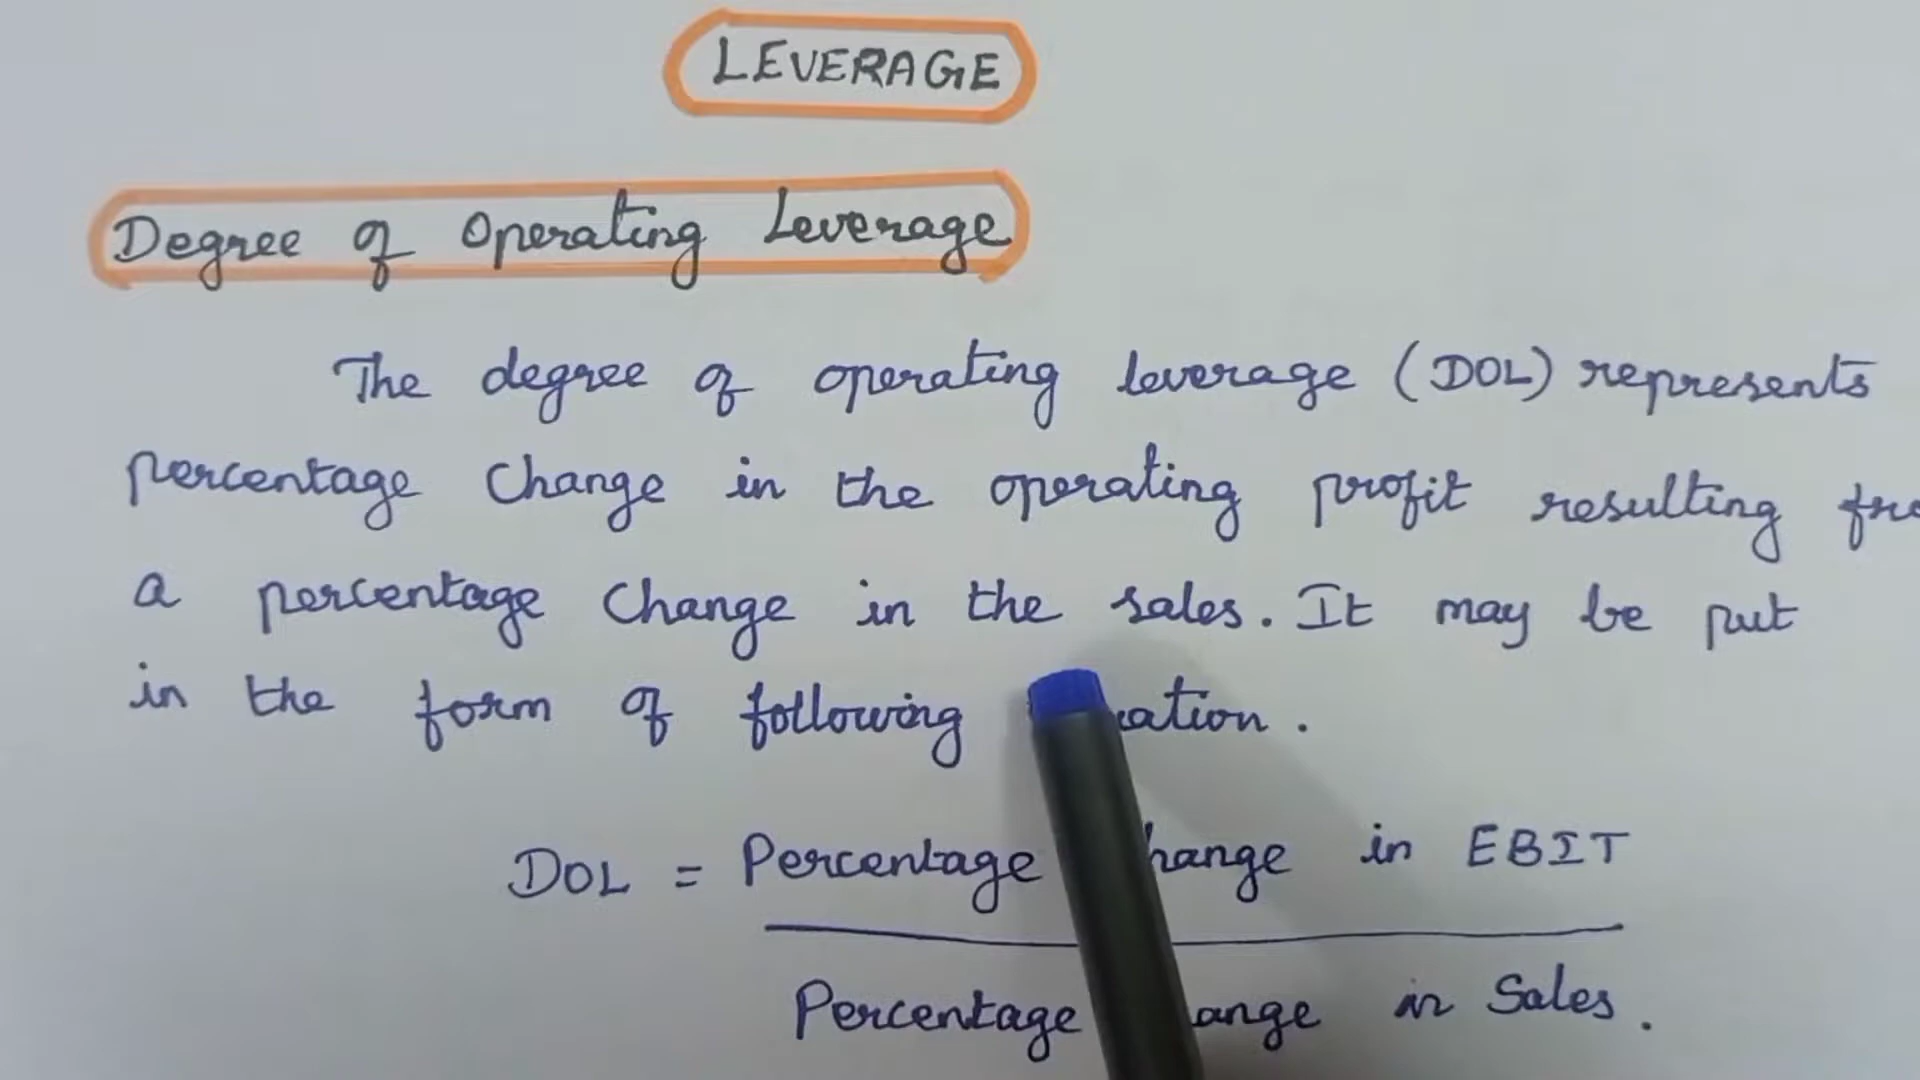 LEVERAGE
Degree of Operating Leverage
The degree of operating leverage (DOL) represents
percentage Change in the operating profit resulting
a percentage Change in the sales. It may be put
in the form of following
DOL = Percentage in EBIT
Percentage in Sales.